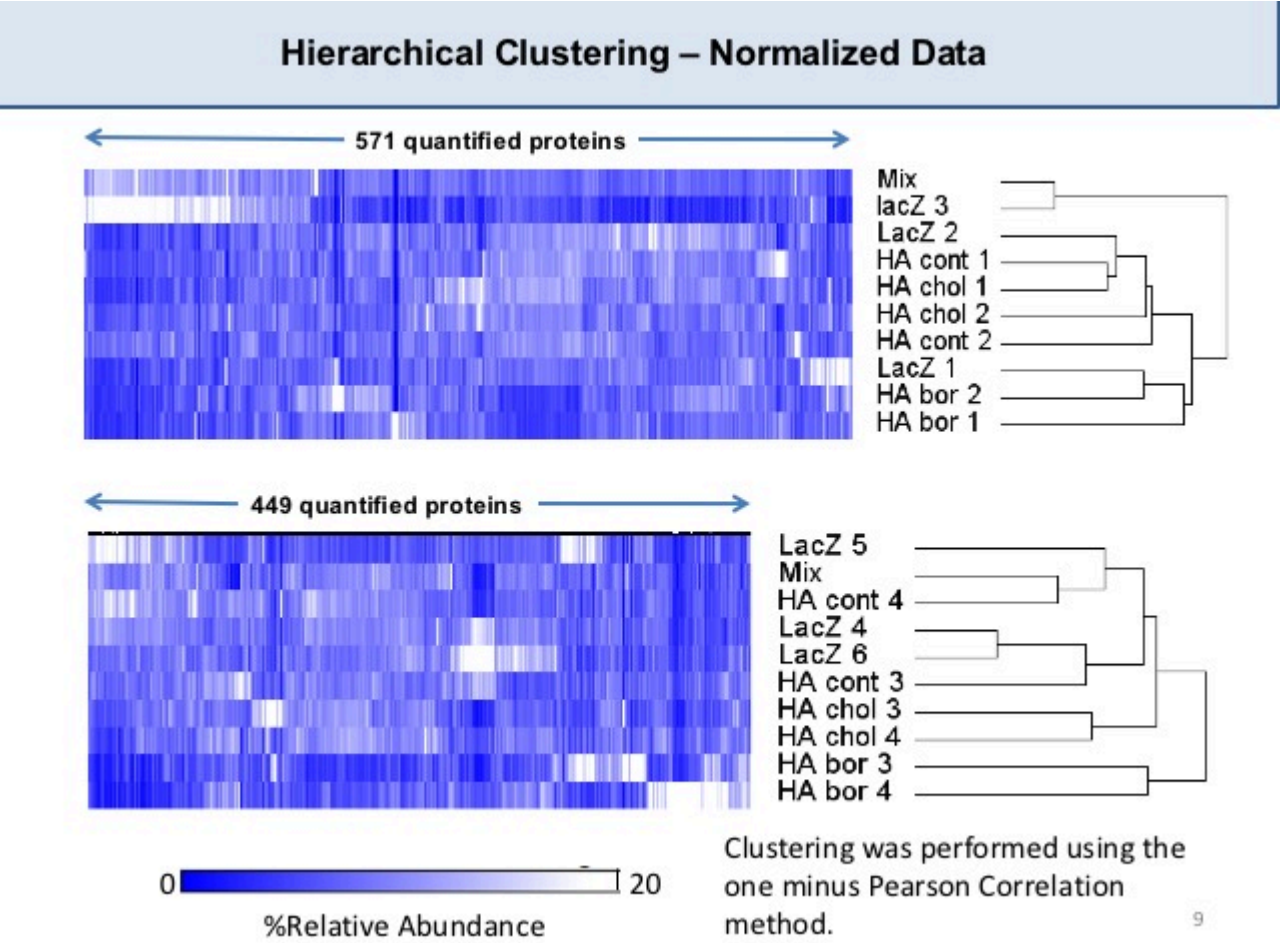 Hierarchical Clustering – Normalized Data
571 quantified proteins
Mix
lacZ 3
LacZ 2
HA cont 1
HA chol 1
HA chol 2
HA cont 2
LacZ 1
HA bor 2
HA bor 1
449 quantified proteins
LacZ 5
Mix
HA cont 4
LacZ 4
LacZ 6
HA cont 3
HA chol 3
HA chol 4
HA bor 3
HA bor 4
0 20
%Relative Abundance
Clustering was performed using the
one minus Pearson Correlation
method.
9